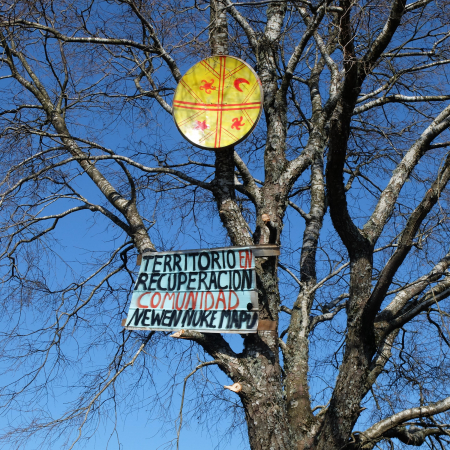 TERRITORIO EN
RECUPERACION
COMUNIDAD:
NEWEN ÑUKE MAPU